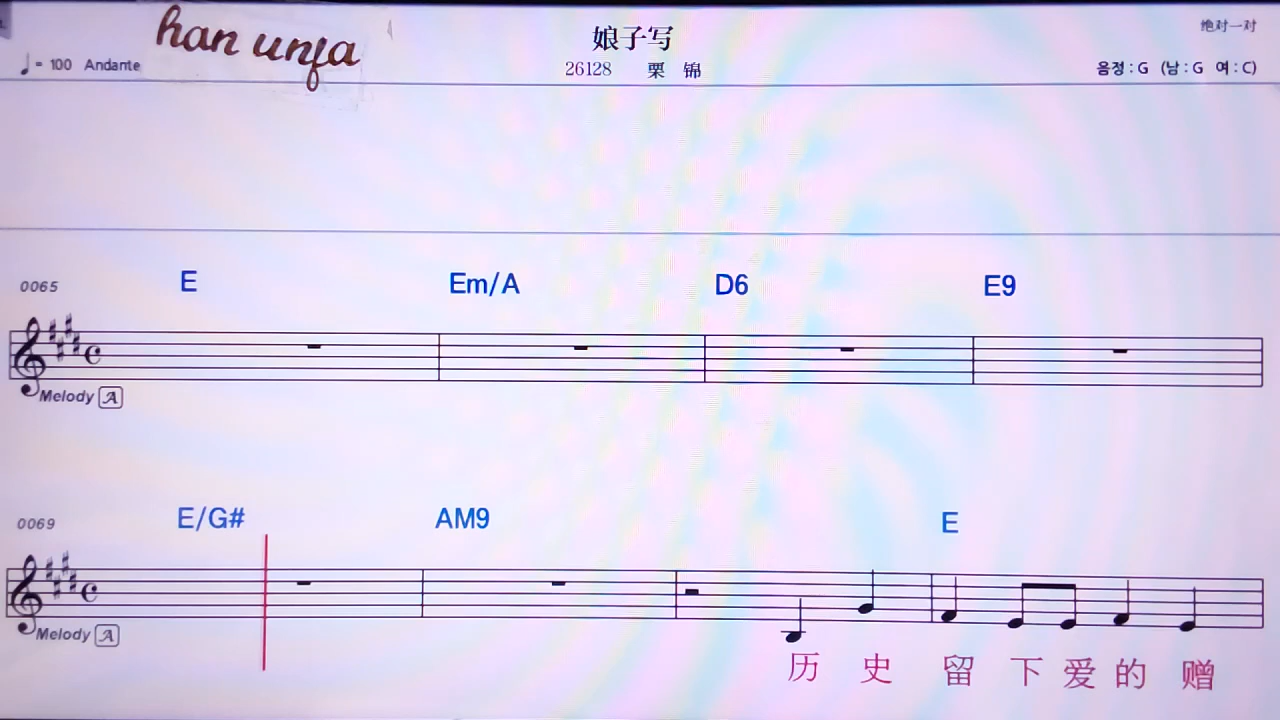 han unfa
娘子写
绝对一对
♩= 100 Andante
26128 栗 锦
음정 : G (남 : G 여 : C)
0065 E Em/A D6 E9
Melody A
0069 E/G# AM9 E
Melody A
历 史 留 下 爱 的 赠